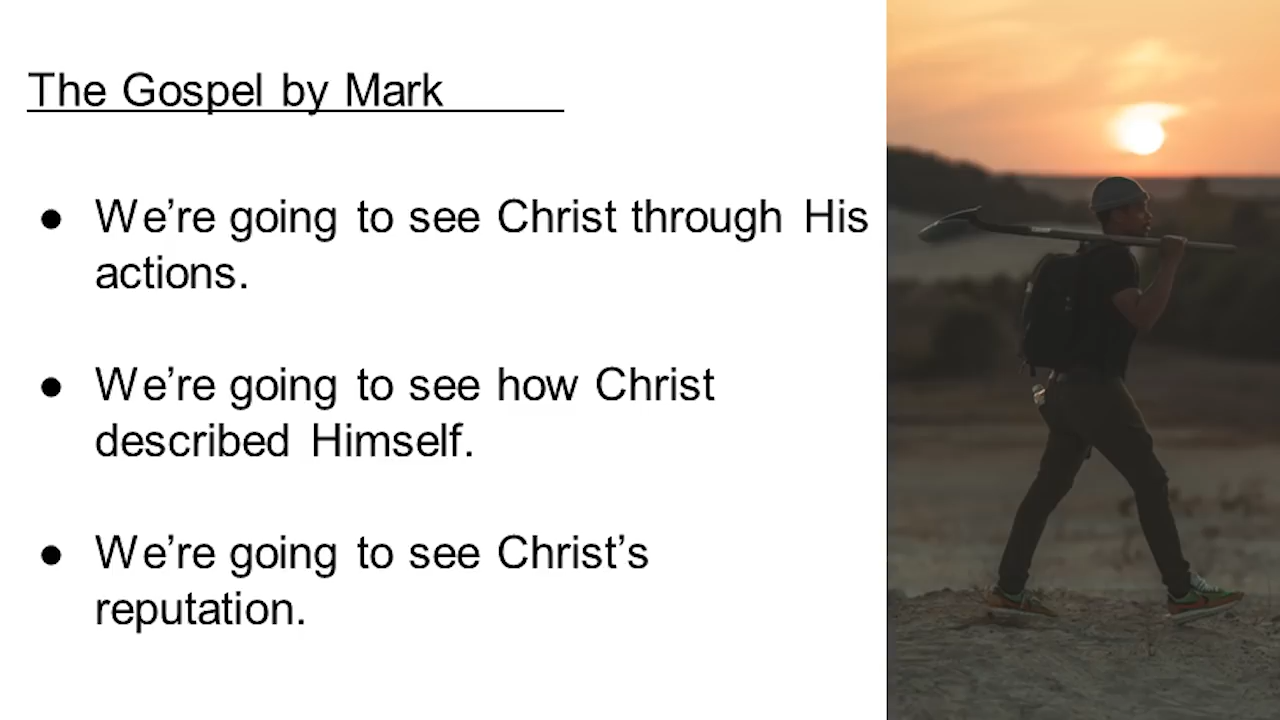 The Gospel by Mark
● We’re going to see Christ through His
actions.
● We’re going to see how Christ
described Himself.
● We’re going to see Christ’s
reputation.